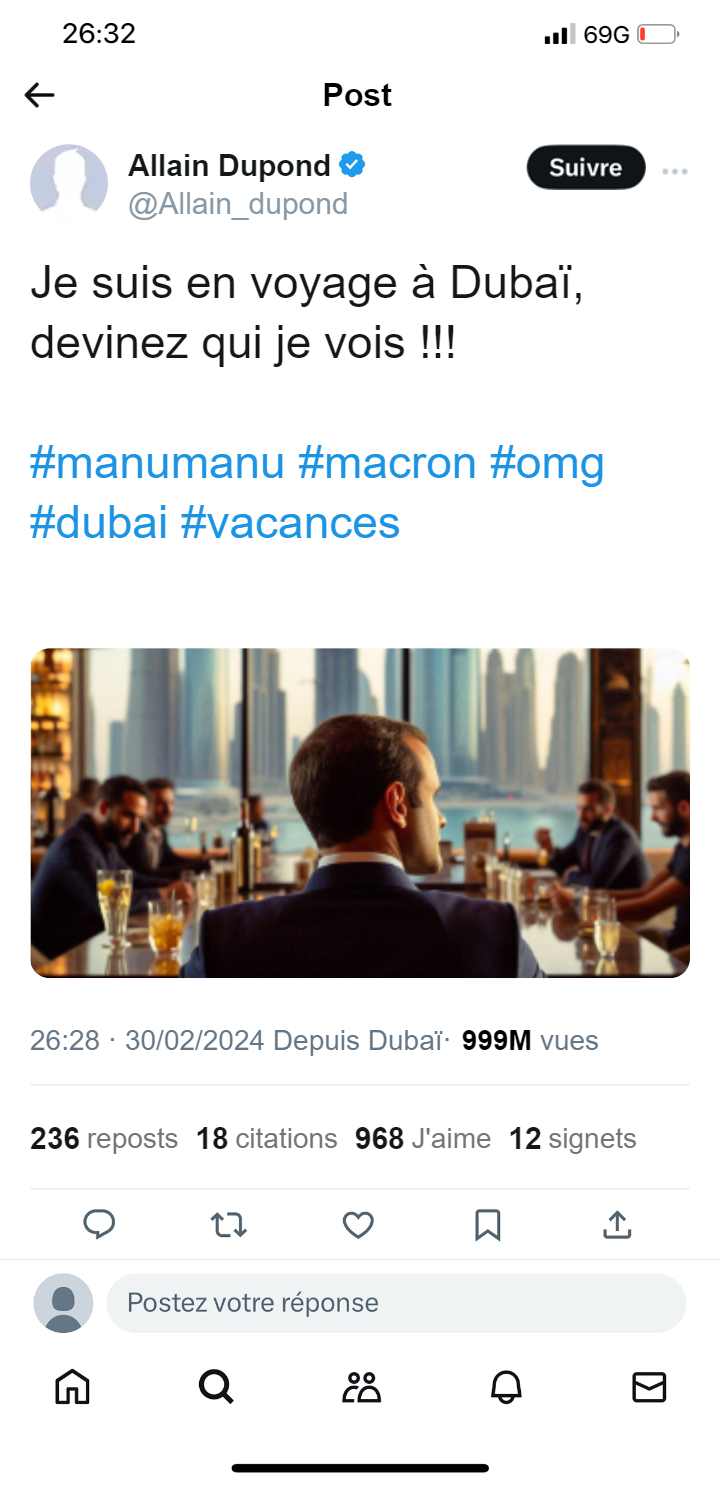 26:32
69G
Post
Allain Dupond
Suivre
@Allain_dupond
Je suis en voyage à Dubaï,
devinez qui je vois !!!
#manumanu #macron #omg
#dubai #vacances
26:28 · 30/02/2024 Depuis Dubaï· 999M vues
236 reposts 18 citations 968 J'aime 12 signets
Postez votre réponse